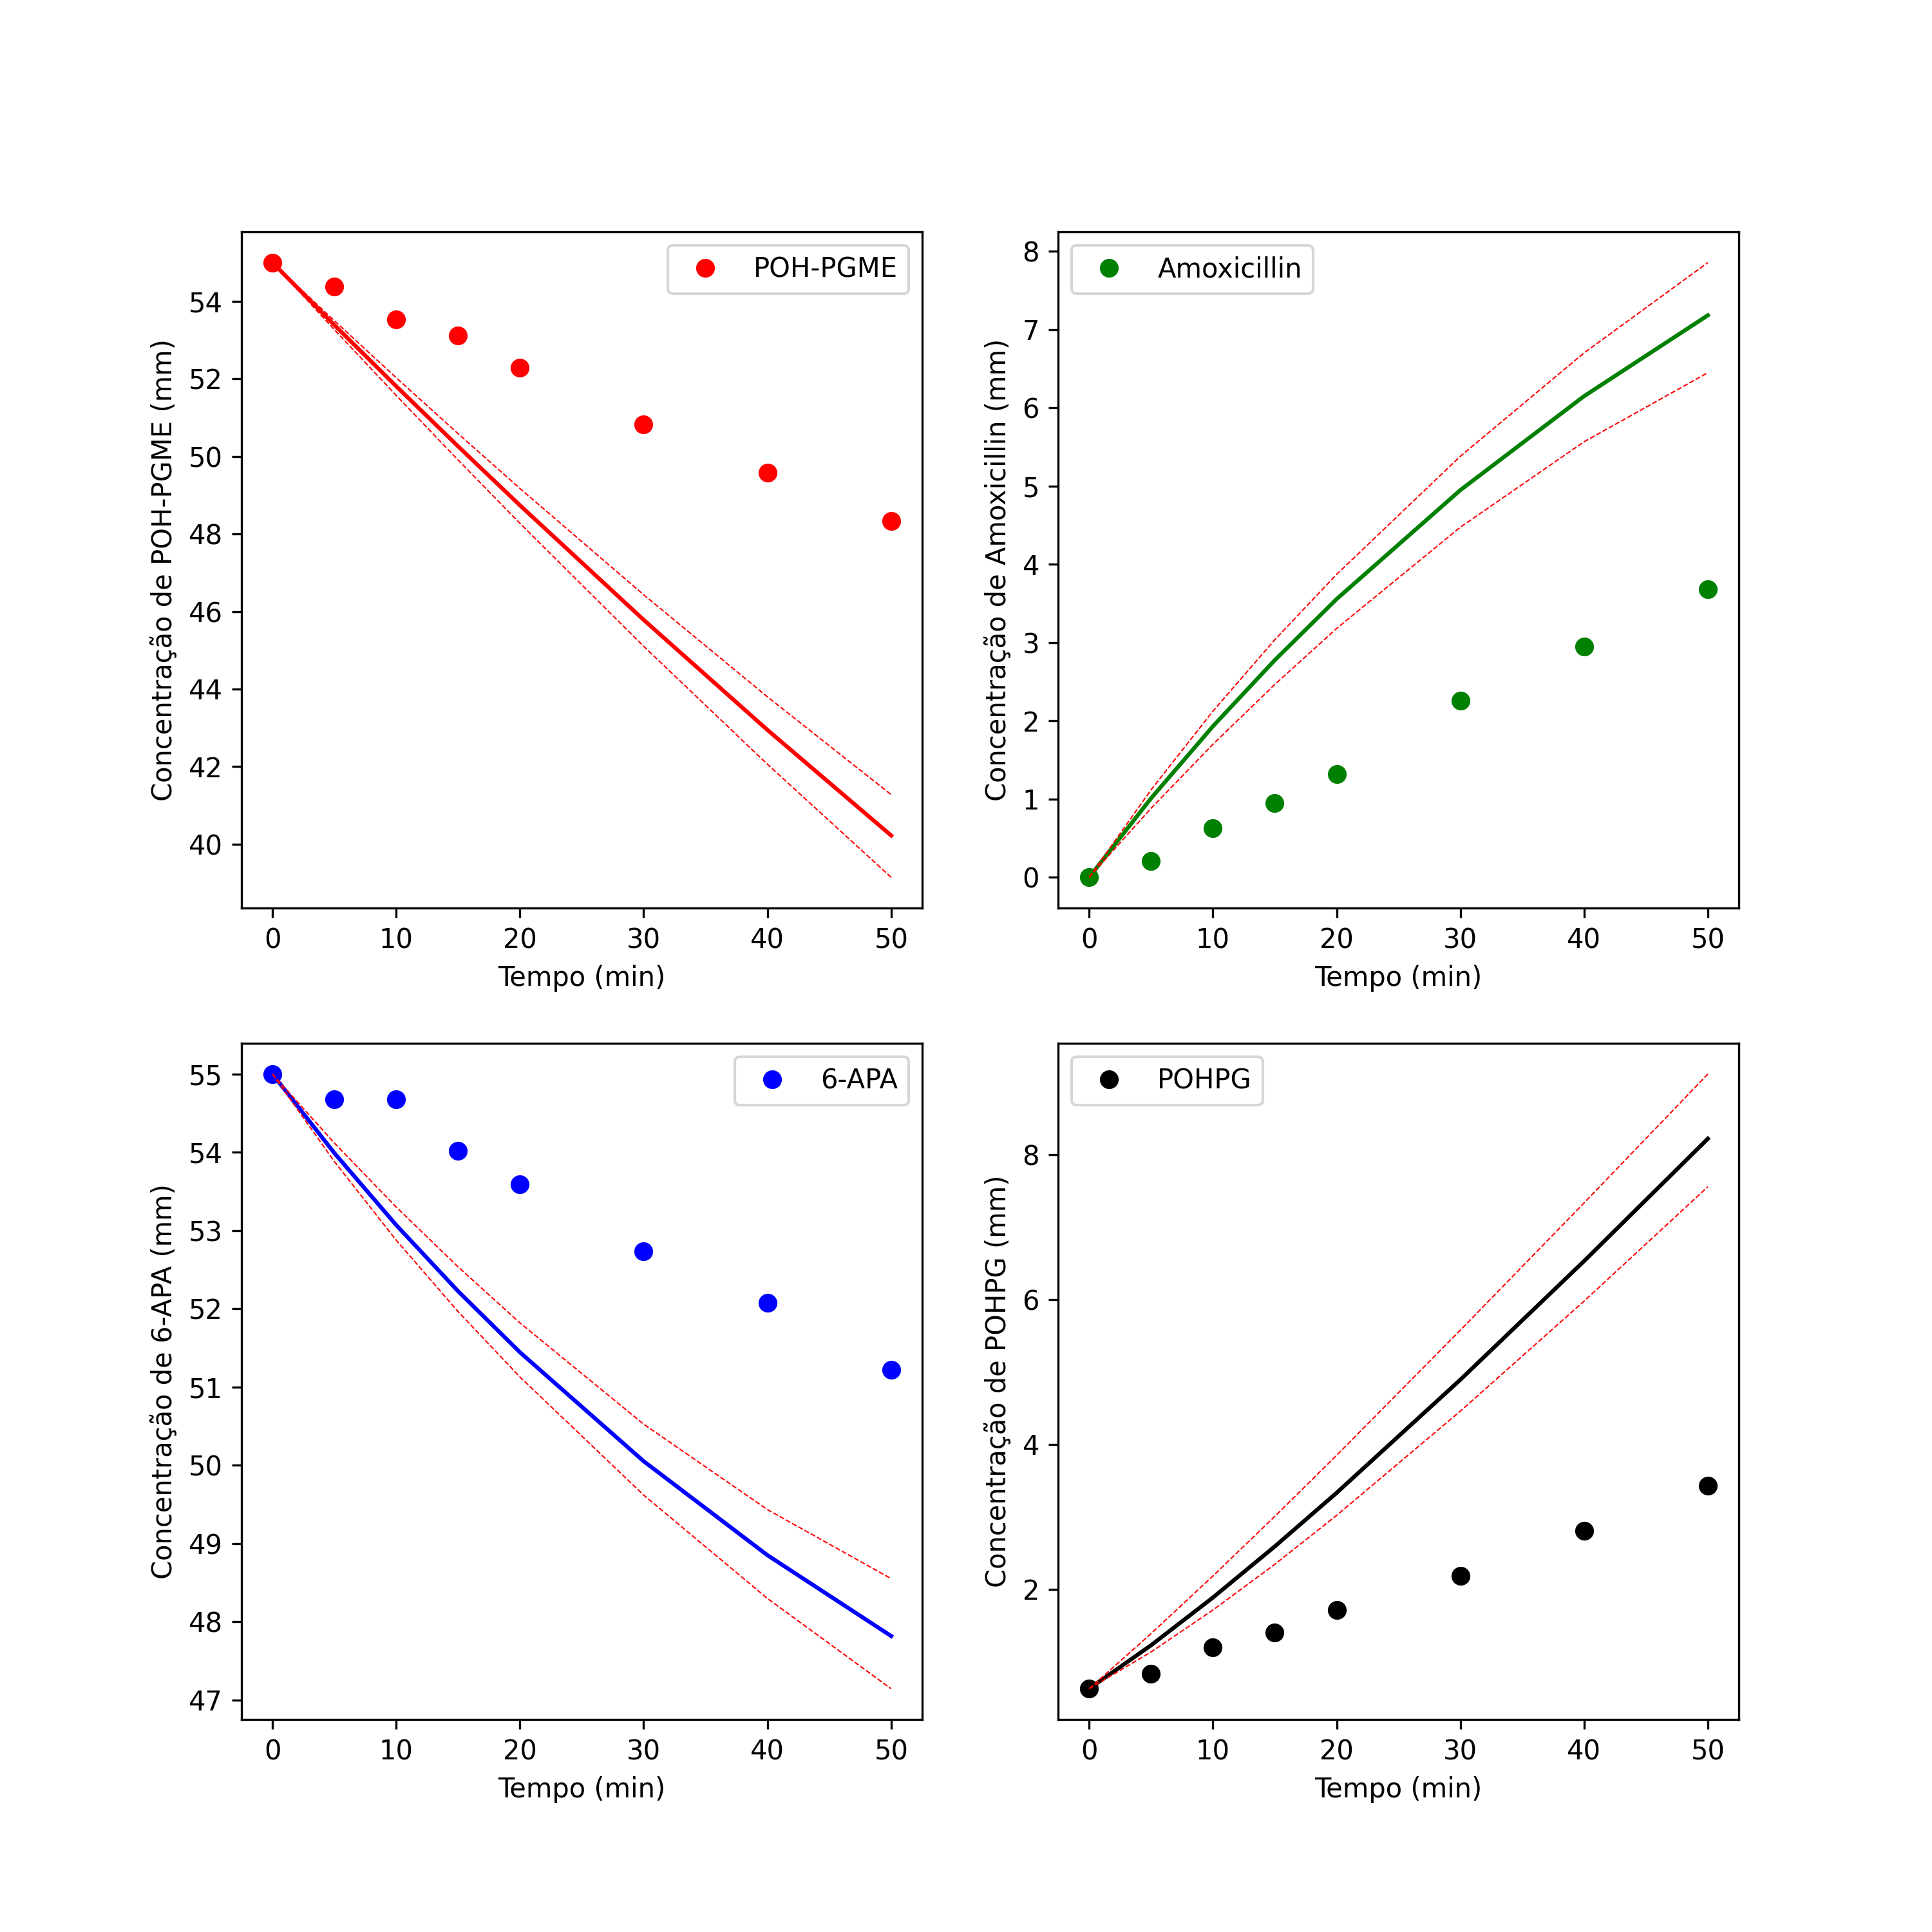 POH-PGME
Concentração de POH-PGME (mm)
54
52
50
48
46
44
42
40
0 10 20 30 40 50
Tempo (min)
Amoxicillin
Concentração de Amoxicillin (mm)
8
7
6
5
4
3
2
1
0
0 10 20 30 40 50
Tempo (min)
6-APA
Concentração de 6-APA (mm)
55
54
53
52
51
50
49
48
47
0 10 20 30 40 50
Tempo (min)
POHPG
Concentração de POHPG (mm)
8
6
4
2
0 10 20 30 40 50
Tempo (min)